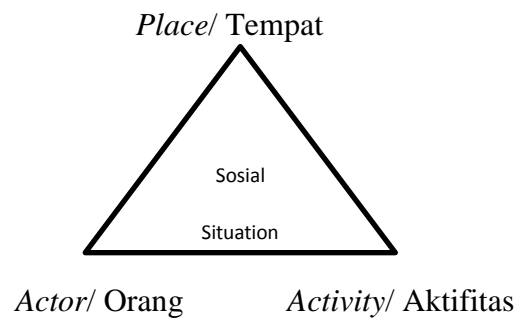 Place/ Tempat
Sosial
Situation
Actor/ Orang Activity/ Aktifitas